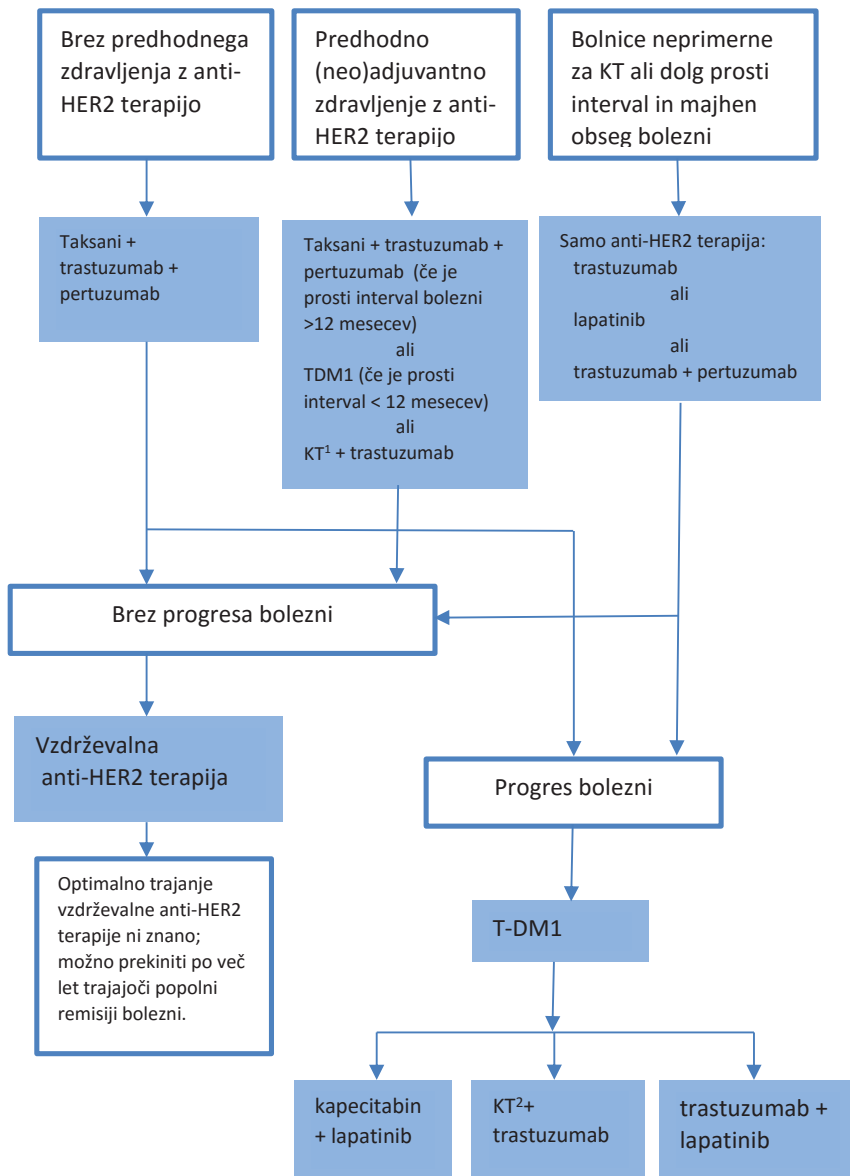 Brez predhodnega
zdravljenja z anti-
HER2 terapijo
Predhodno
(neo)adjuvantno
zdravljenje z anti-
HER2 terapijo
Bolnice neprimerne
za KT ali dolg prosti
interval in majhen
obseg bolezni
Taksani +
trastuzumab +
pertuzumab
Taksani + trastuzumab +
pertuzumab (če je
prosti interval bolezni
>12 mesecev)
ali
TDM1 (če je prosti
interval < 12 mesecev)
ali
KT¹ + trastuzumab
Samo anti-HER2 terapija:
trastuzumab
ali
lapatinib
ali
trastuzumab + pertuzumab
Brez progresa bolezni
Vzdrževalna
anti-HER2 terapija
Progres bolezni
Optimalno trajanje
vzdrževalne anti-HER2
terapije ni znano;
možno prekiniti po več
let trajajoči popolni
remisiji bolezni.
T-DM1
kapecitabin
+ lapatinib
KT²+
trastuzumab
trastuzumab +
lapatinib